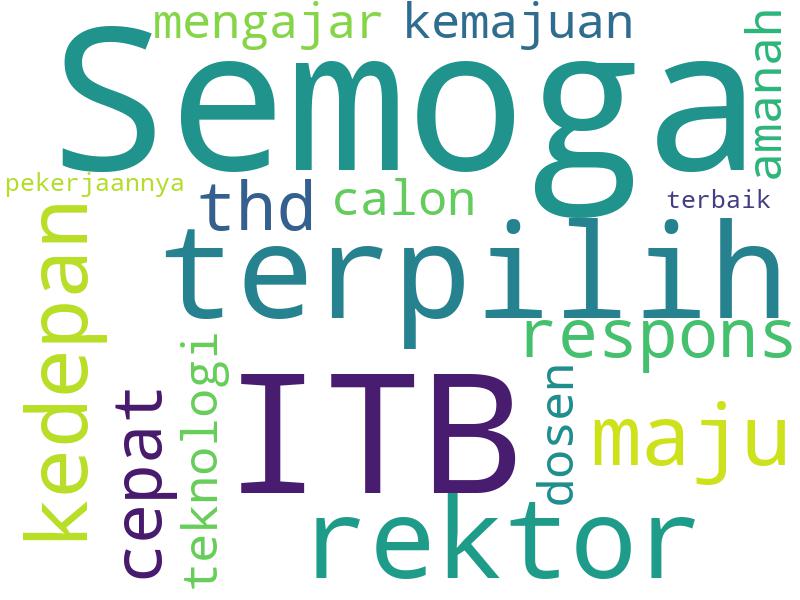 mengajar
kemajuan
Semoga
amanah
pekerjaannya
thd
calon
terbaik
kedepan
terpilih
respons
cepat
teknologi
ITB
dosen
maju
rektor